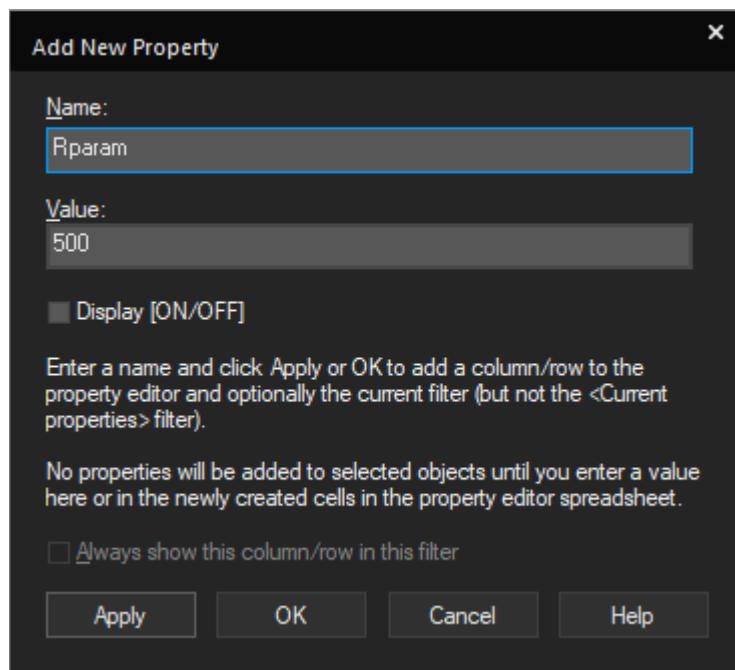 Add New Property
Name:
Rparam
Value:
500
Display [ON/OFF]
Enter a name and click Apply or OK to add a column/row to the
property editor and optionally the current filter (but not the <Current
properties> filter).
No properties will be added to selected objects until you enter a value
here or in the newly created cells in the property editor spreadsheet.
Always show this column/row in this filter
Apply OK Cancel Help